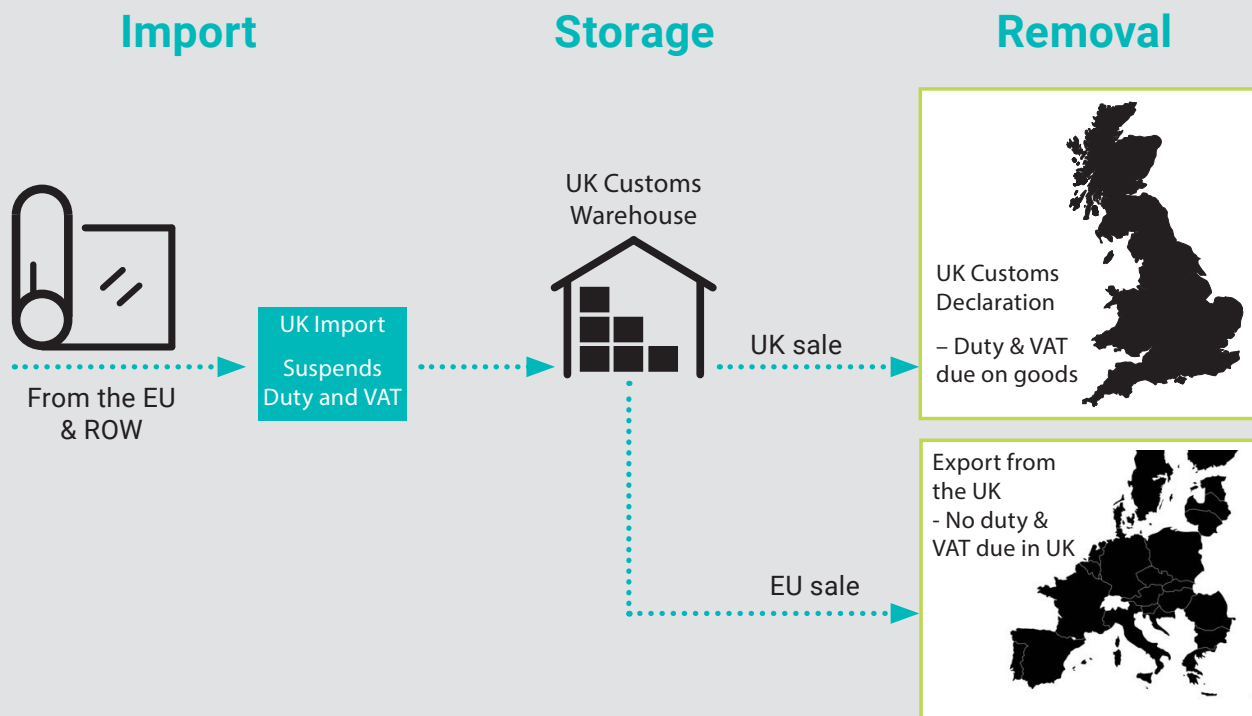 Import
Storage
Removal
From the EU
& ROW
UK Import
Suspends
Duty and VAT
UK Customs
Warehouse
UK sale
EU sale
UK Customs
Declaration
– Duty & VAT
due on goods
Export from
the UK
- No duty &
VAT due in UK